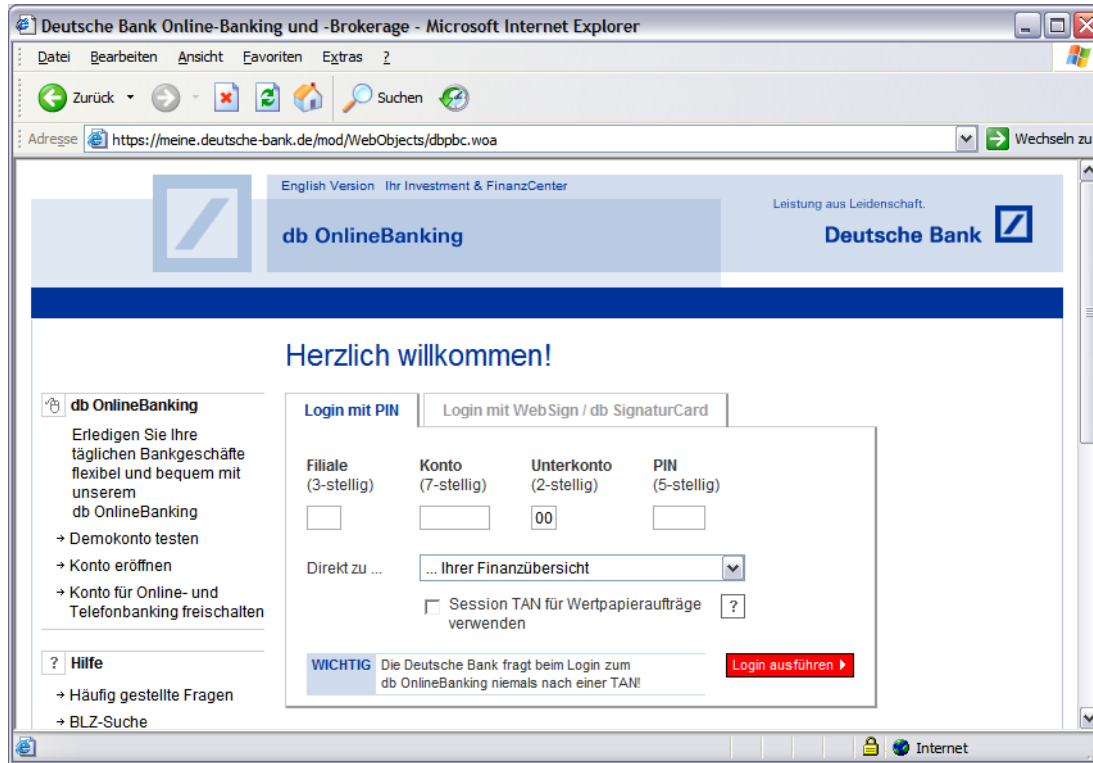 Deutsche Bank Online-Banking und -Brokerage - Microsoft Internet Explorer
Datei Bearbeiten Ansicht Favoriten Extras ?
Zurück Suchen
Adresse https://meine.deutsche-bank.de/mod/WebObjects/dbpbc.woa Wechseln zu
English Version Ihr Investment & FinanzCenter
Leistung aus Leidenschaft.
db OnlineBanking
Deutsche Bank
Herzlich willkommen!
db OnlineBanking
Erledigen Sie Ihre
täglichen Bankgeschäfte
flexibel und bequem mit
unserem
db OnlineBanking
Demokonto testen
Konto eröffnen
Konto für Online- und
Telefonbanking freischalten
? Hilfe
Häufig gestellte Fragen
BLZ-Suche
Login mit PIN Login mit WebSign / db SignaturCard
Filiale Konto Unterkonto PIN
(3-stellig) (7-stellig) (2-stellig) (5-stellig)
00
Direkt zu ... ... Ihrer Finanzübersicht
Session TAN für Wertpapieraufträge ?
verwenden
WICHTIG Die Deutsche Bank fragt beim Login zum
db OnlineBanking niemals nach einer TAN!
Login ausführen
Internet